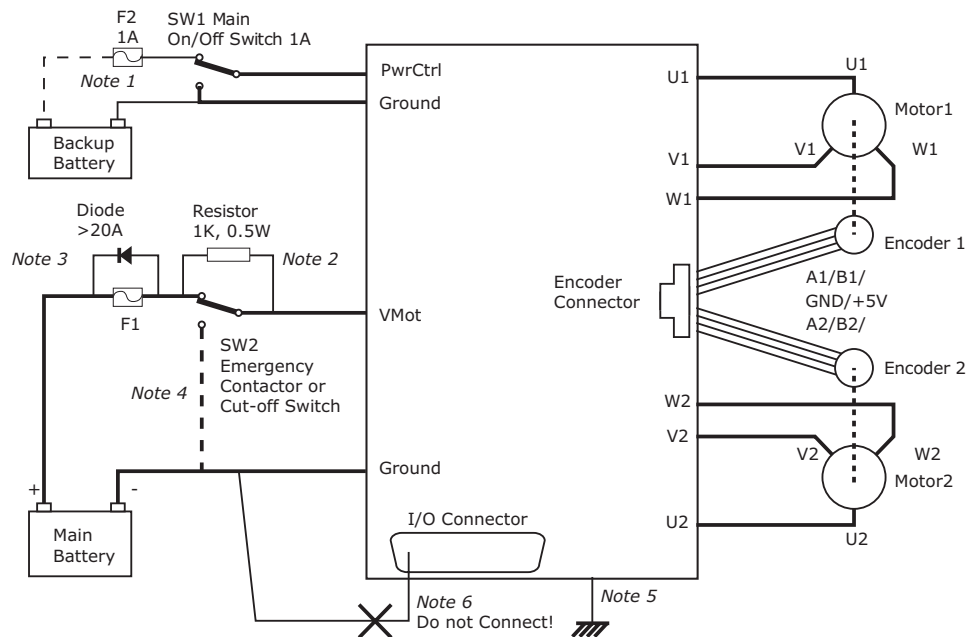 F2
1A
SW1 Main
On/Off Switch 1A
Note 1
PwrCtrl
Ground
Backup
Battery
U1
U1
Motor1
V1
V1
W1
W1
Diode
>20A
Resistor
1K, 0.5W
Note 3
Note 2
F1
VMot
SW2
Emergency
Contactor or
Cut-off Switch
Note 4
Ground
+
-
Main
Battery
I/O Connector
Note 6
Do not Connect!
Note 5
Encoder
Connector
Encoder 1
A1/B1/
GND/+5V
A2/B2/
Encoder 2
W2
V2
V2
W2
Motor2
U2
U2